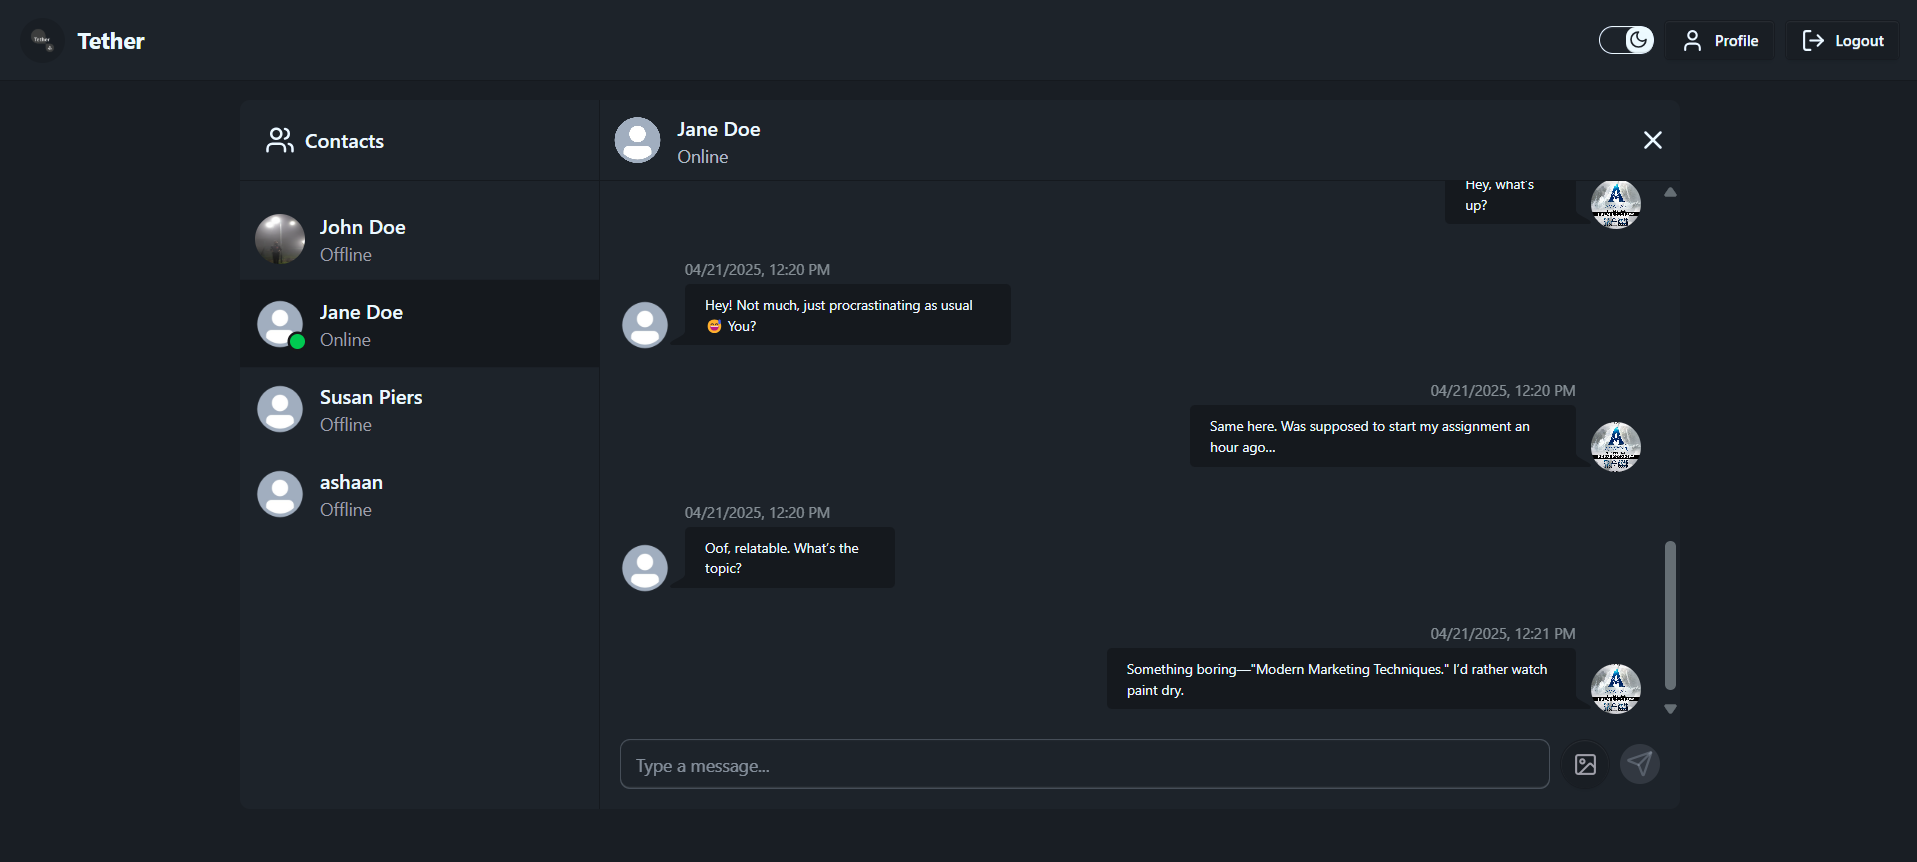 Tether
Tether
Profile
Logout
Contacts
John Doe
Offline
Jane Doe
Online
Susan Piers
Offline
ashaan
Offline
Jane Doe
Online
Hey, what's
up?
04/21/2025, 12:20 PM
Hey! Not much, just procrastinating as usual
😅 You?
04/21/2025, 12:20 PM
Same here. Was supposed to start my assignment an
hour ago...
04/21/2025, 12:20 PM
Oof, relatable. What's the
topic?
04/21/2025, 12:21 PM
Something boring—"Modern Marketing Techniques." I'd rather watch
paint dry.
Type a message...